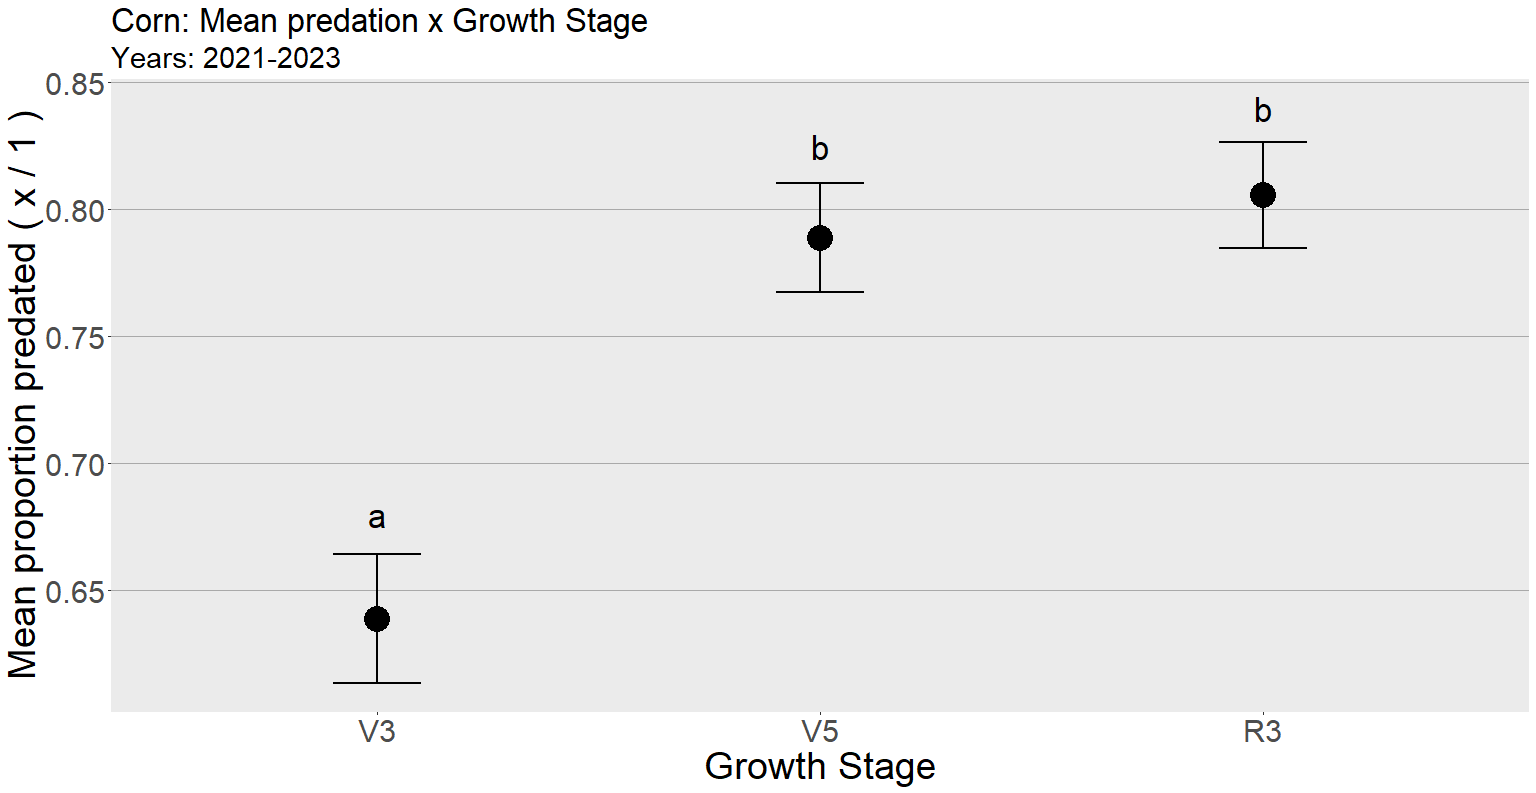 Corn: Mean predation x Growth Stage
Years: 2021-2023
Mean proportion predated ( x / 1 )
0.85
0.80
0.75
0.70
0.65
a
b
b
V3 V5 R3
Growth Stage